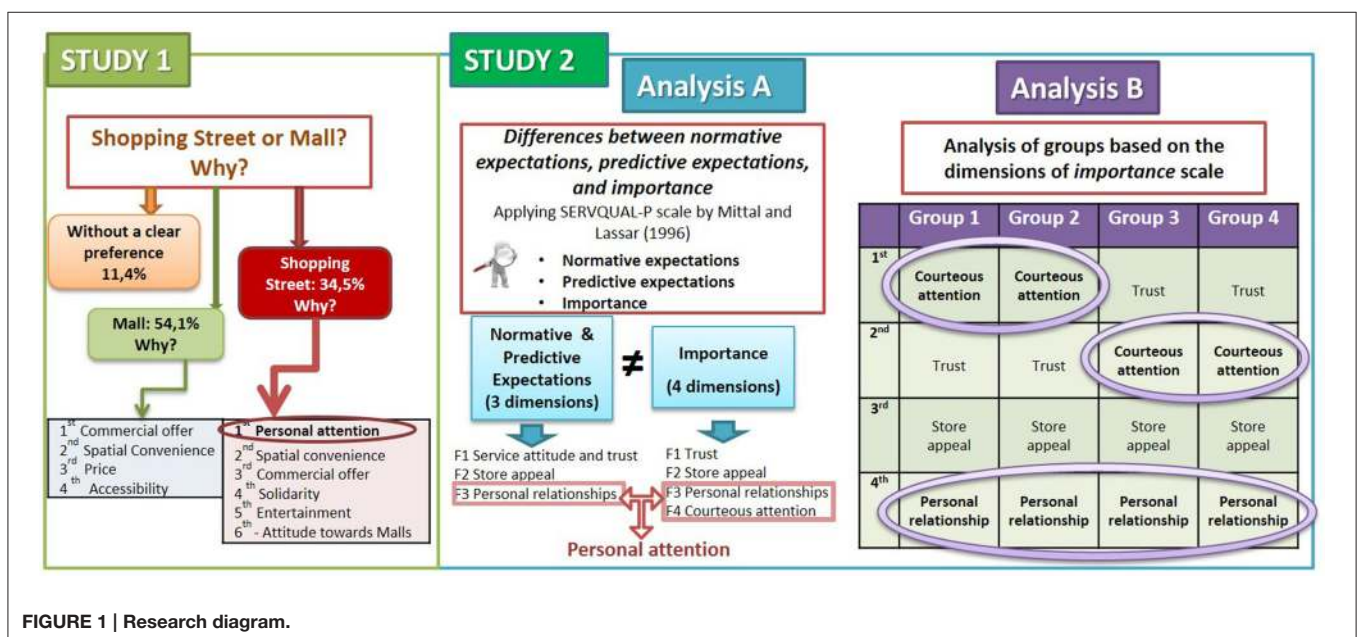 STUDY 1
Shopping Street or Mall?
Why?
Without a clear
preference
11,4%
Shopping
Street: 34,5%
Why?
Mall: 54,1%
Why?
1st Commercial offer
2nd Spatial Convenience
3rd Price
4th Accessibility
1st Personal attention
2nd Spatial convenience
3rd Commercial offer
4th Solidarity
5th Entertainment
6th - Attitude towards Malls
STUDY 2
Analysis A
Differences between normative
expectations, predictive expectations,
and importance
Applying SERVQUAL-P scale by Mittal and
Lassar (1996)
• Normative expectations
• Predictive expectations
• Importance
Normative &
Predictive
Expectations
(3 dimensions)
≠
Importance
(4 dimensions)
F1 Service attitude and trust
F2 Store appeal
F3 Personal relationships
F1 Trust
F2 Store appeal
F3 Personal relationships
F4 Courteous attention
Personal attention
Analysis B
Analysis of groups based on the
dimensions of importance scale
Group 1 Group 2 Group 3 Group 4
1st
Courteous attention Courteous attention Trust Trust
2nd
Trust Trust Courteous attention Courteous attention
3rd
Store appeal Store appeal Store appeal Store appeal
4th
Personal relationship Personal relationship Personal relationship Personal relationship
FIGURE 1 | Research diagram.